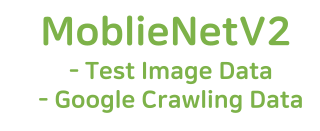 MoblieNetV2
- Test Image Data
- Google Crawling Data